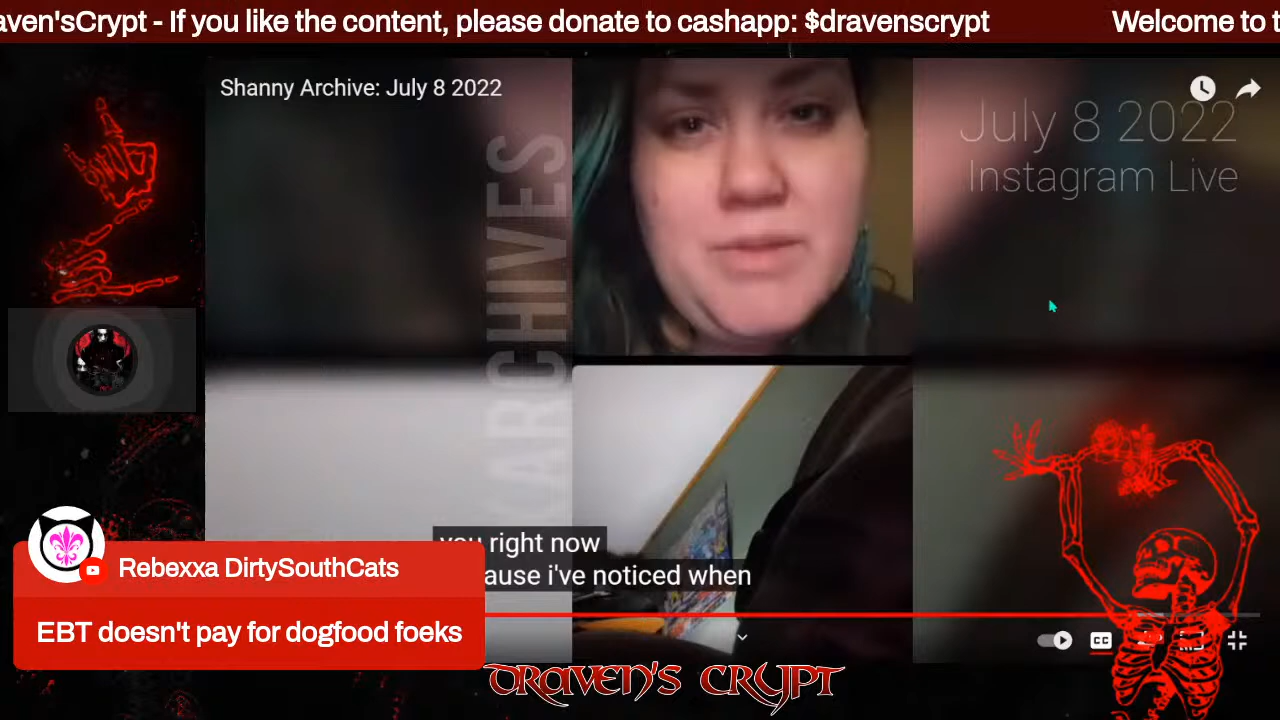 aven'sCrypt - If you like the content, please donate to cashapp: $dravenscrypt
Welcome to t
Shanny Archive: July 8 2022
July 8 2022
Instagram Live
ARCHIVES
you right now
ause i've noticed when
Rebexxa DirtySouthCats
EBT doesn't pay for dogfood foeks
CC
DRAVEN'S CRYPT